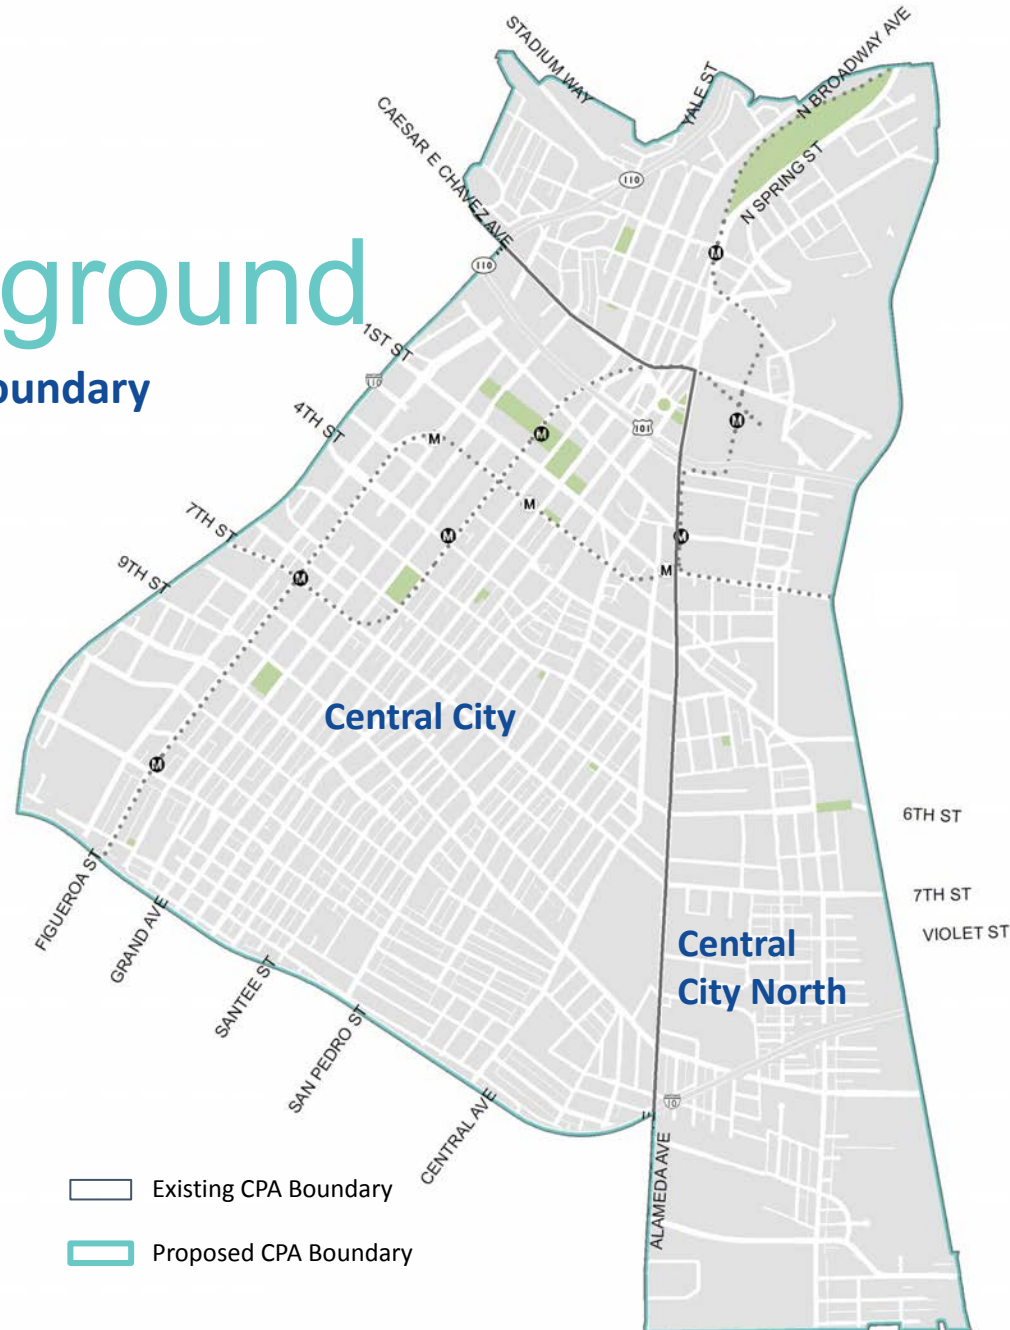 STADIUM WAY
YALE ST
N BROADWAY AVE
CAESAR E CHAVEZ AVE
110
N SPRING ST
M
110
ground
1ST ST
oundary
4TH ST
101
M
M
M
M
7TH ST
M
M
M
9TH ST
M
M
Central City
M
6TH ST
FIGUEROA ST
7TH ST
GRAND AVE
VIOLET ST
Central
City North
SANTEE ST
SAN PEDRO ST
10
CENTRAL AVE
ALAMEDA AVE
Existing CPA Boundary
Proposed CPA Boundary